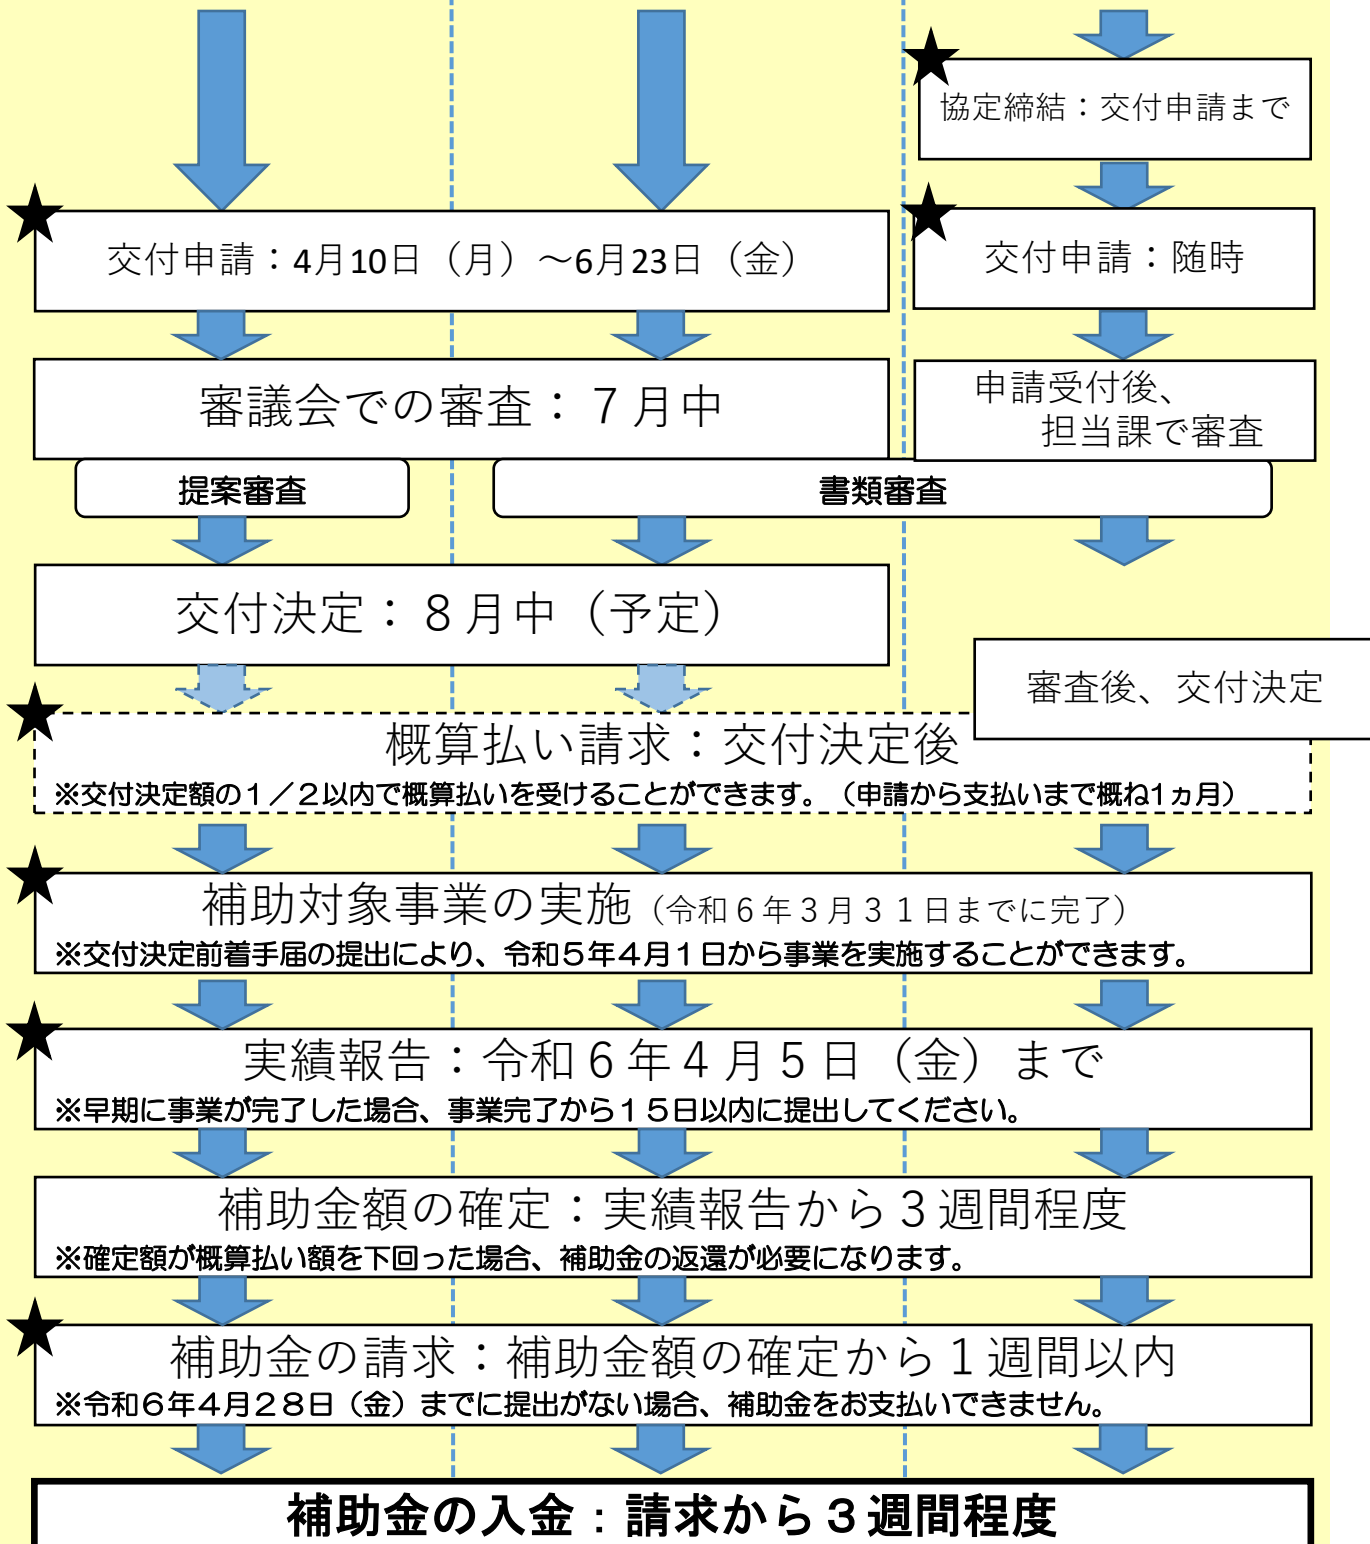 協定締結：交付申請まで
交付申請：4月10日（月）～6月23日（金）
交付申請：随時
審議会での審査：７月中
申請受付後、
担当課で審査
提案審査
書類審査
交付決定：８月中（予定）
審査後、交付決定
概算払い請求：交付決定後
※交付決定額の１／２以内で概算払いを受けることができます。（申請から支払いまで概ね1ヵ月）
補助対象事業の実施（令和６年３月３１日までに完了）
※交付決定前着手届の提出により、令和５年４月１日から事業を実施することができます。
実績報告：令和６年４月５日（金）まで
※早期に事業が完了した場合、事業完了から１５日以内に提出してください。
補助金額の確定：実績報告から３週間程度
※確定額が概算払い額を下回った場合、補助金の返還が必要になります。
補助金の請求：補助金額の確定から１週間以内
※令和６年４月２８日（金）までに提出がない場合、補助金をお支払いできません。
補助金の入金：請求から３週間程度